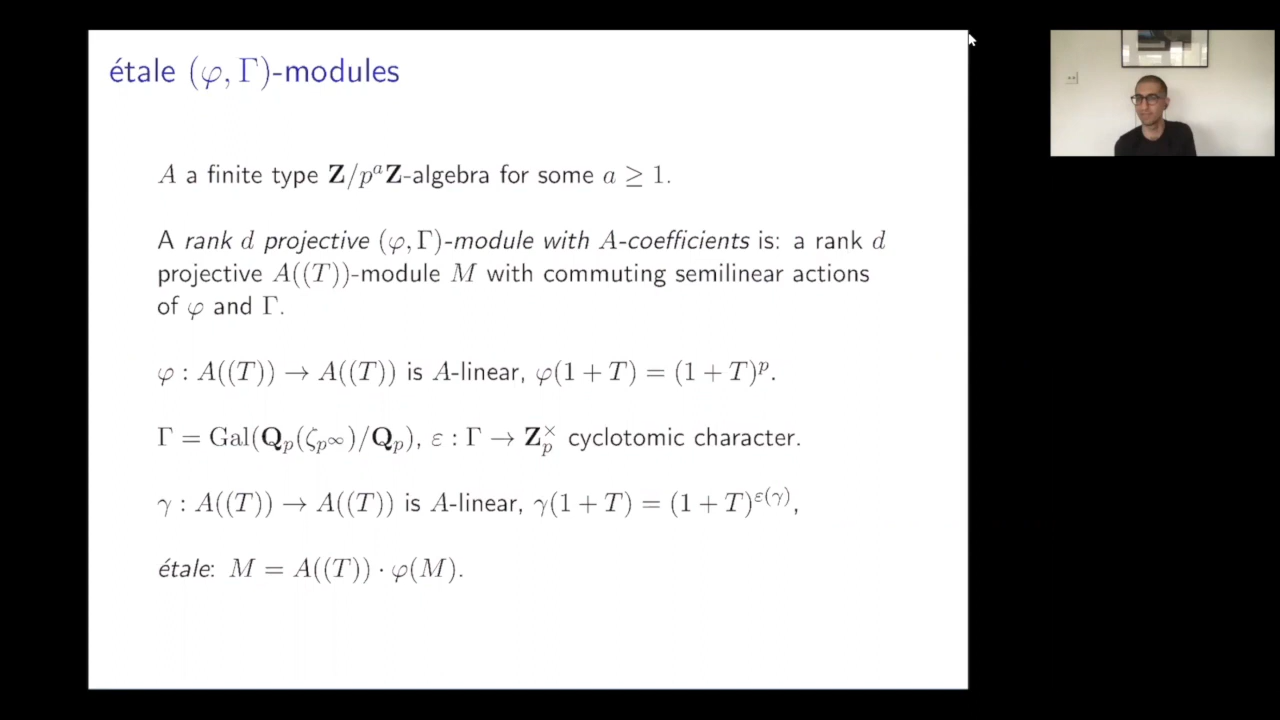 étale (φ, Γ)-modules
A a finite type Z/pᵃZ-algebra for some a ≥ 1.
A rank d projective (φ, Γ)-module with A-coefficients is: a rank d
projective A((T))-module M with commuting semilinear actions
of φ and Γ.
φ : A((T)) → A((T)) is A-linear, φ(1 + T) = (1 + T)ᵖ.
Γ = Gal(Q_p(ζ_{p^∞})/Q_p), ε : Γ → Z_p^× cyclotomic character.
γ : A((T)) → A((T)) is A-linear, γ(1 + T) = (1 + T)^{ε(γ)},
étale: M = A((T)) · φ(M).